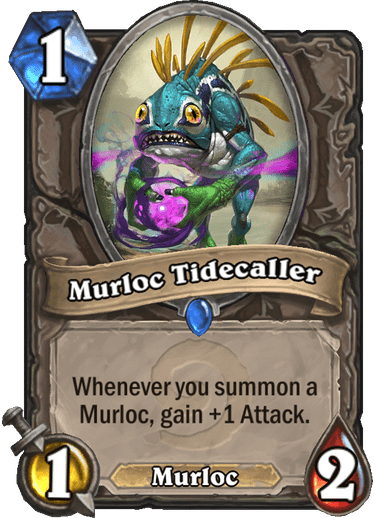 1
Murloc Tidecaller
Whenever you summon a
Murloc, gain +1 Attack.
1
Murloc
2